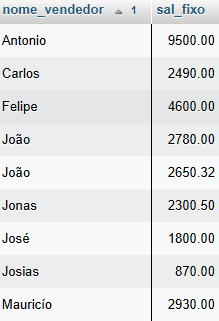 nome_vendedor 1 sal_fixo
Antonio 9500.00
Carlos 2490.00
Felipe 4600.00
João 2780.00
João 2650.32
Jonas 2300.50
José 1800.00
Josias 870.00
Mauricío 2930.00